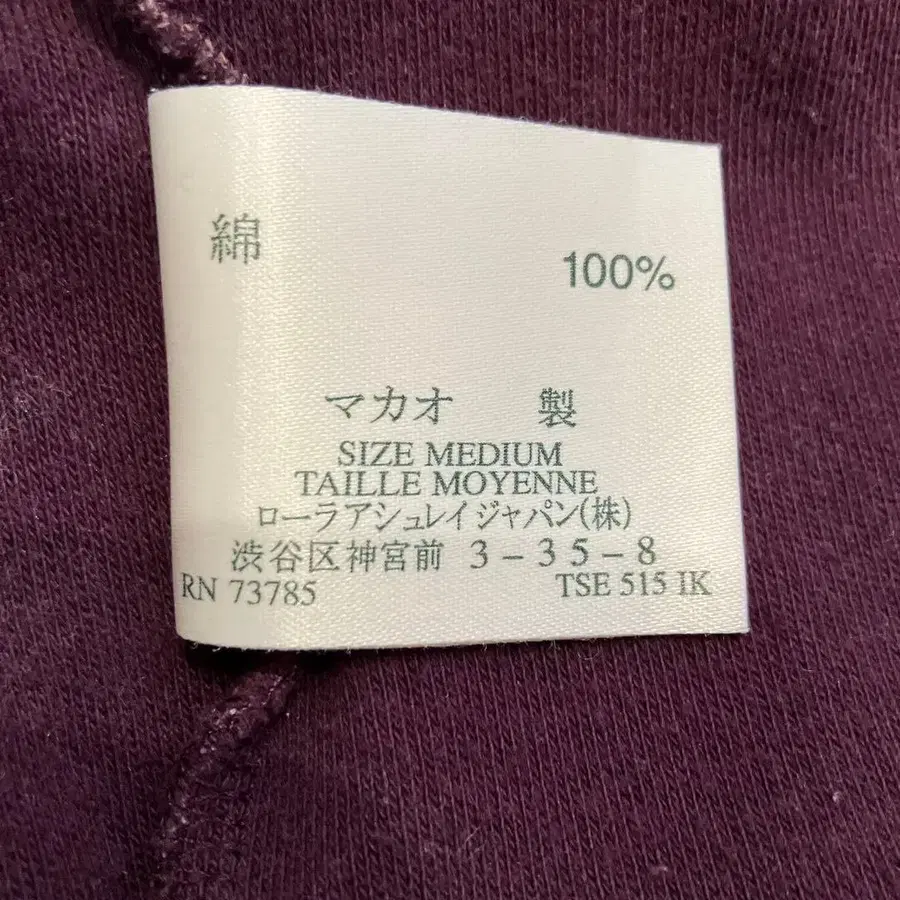 綿 100%
マカオ 製
SIZE MEDIUM
TAILLE MOYENNE
ローラアシュレイジャパン(株)
渋谷区神宮前 3-35-8
RN 73785 TSE 515 IK